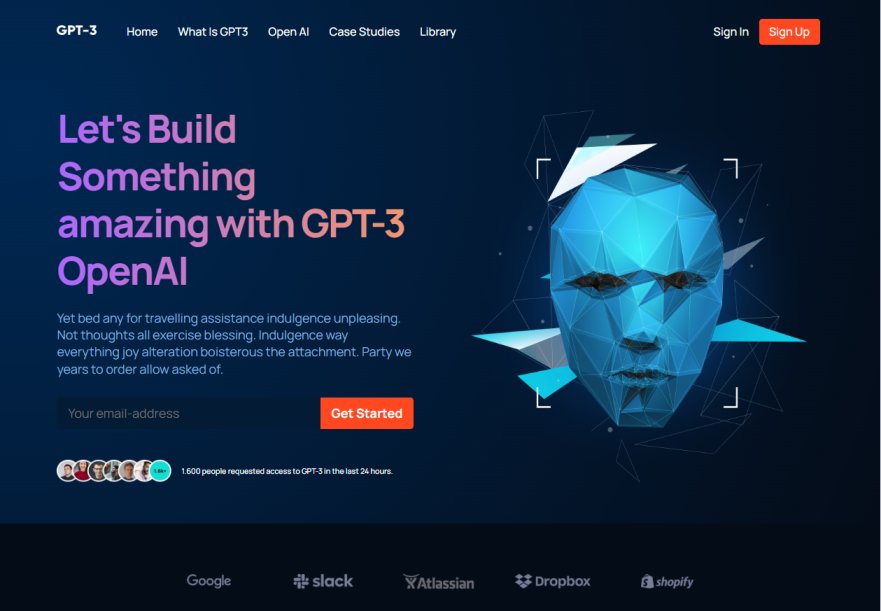 GPT-3
Home
What Is GPT3
Open AI
Case Studies
Library
Sign In
Sign Up
Let's Build
Something
amazing with GPT-3
OpenAI
Yet bed any for travelling assistance indulgence unpleasing.
Not thoughts all exercise blessing. Indulgence way
everything joy alteration boisterous the attachment. Party we
years to order allow asked of.
Your email-address
Get Started
1.6k+
1.600 people requested access to GPT-3 in the last 24 hours.
Google
slack
Atlassian
Dropbox
shopify